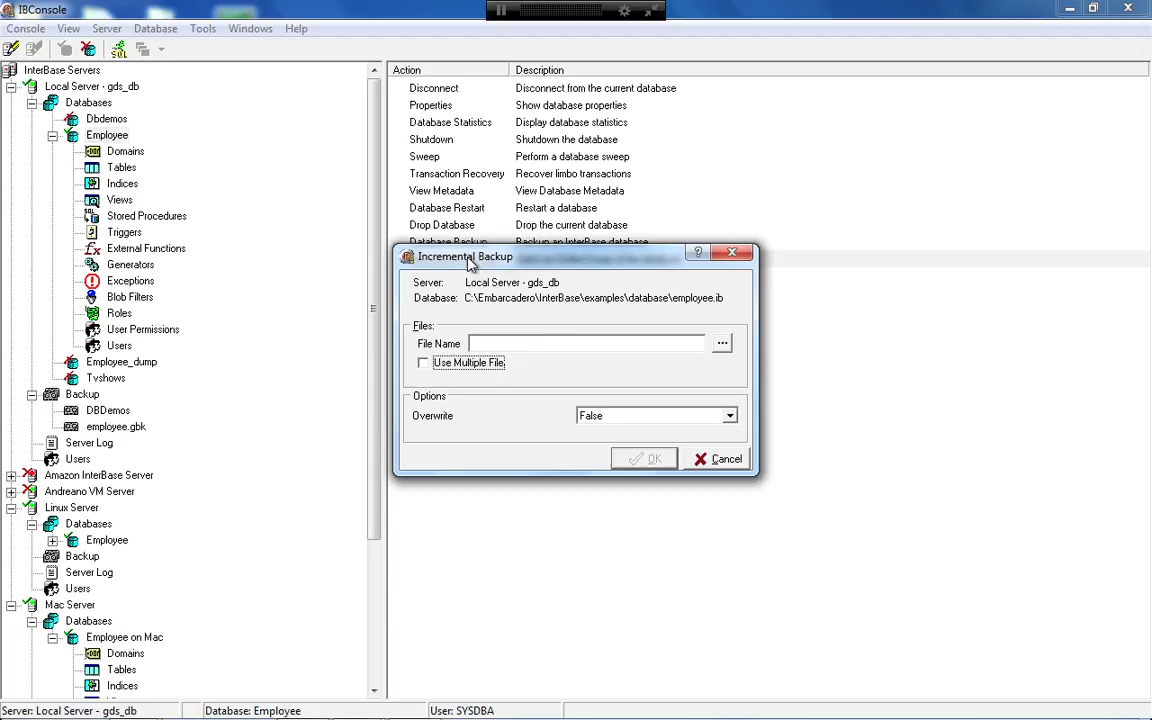 IBConsole
Console View Server Database Tools Windows Help
SQL
InterBase Servers
Local Server - gds_db
Databases
Dbdemos
Employee
Domains
Tables
Indices
Views
Stored Procedures
Triggers
External Functions
Generators
Exceptions
Blob Filters
Roles
User Permissions
Users
Employee_dump
Tvshows
Backup
DBDemos
employee.gbk
Server Log
Users
Amazon InterBase Server
Andreano VM Server
Linux Server
Databases
Employee
Backup
Server Log
Users
Mac Server
Databases
Employee on Mac
Domains
Tables
Indices
Action Description
Disconnect Disconnect from the current database
Properties Show database properties
Database Statistics Display database statistics
Shutdown Shutdown the database
Sweep Perform a database sweep
Transaction Recovery Recover limbo transactions
View Metadata View Database Metadata
Database Restart Restart a database
Drop Database Drop the current database
Database Backup Backup an InterBase database
Incremental Backup
Server: Local Server - gds_db
Database: C:\Embarcadero\InterBase\examples\database\employee.ib
Files:
File Name ...
Use Multiple File
Options
Overwrite False
OK Cancel
Server: Local Server - gds_db Database: Employee User: SYSDBA